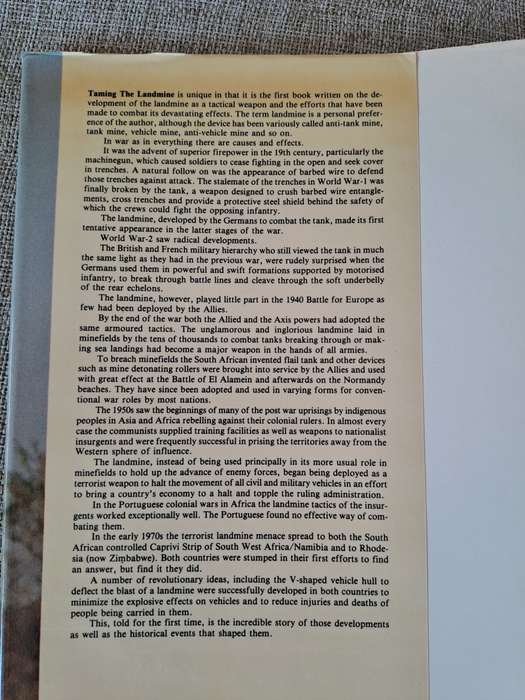 Taming The Landmine is unique in that it is the first book written on the de-
velopment of the landmine as a tactical weapon and the efforts that have been
made to combat its devastating effects. The term landmine is a personal prefer-
ence of the author, although the device has been variously called anti-tank mine,
tank mine, vehicle mine, anti-vehicle mine and so on.
In war as in everything there are causes and effects.
It was the advent of superior firepower in the 19th century, particularly the
machinegun, which caused soldiers to cease fighting in the open and seek cover
in trenches. A natural follow on was the appearance of barbed wire to defend
those trenches against attack. The stalemate of the trenches in World War-1 was
finally broken by the tank, a weapon designed to crush barbed wire entangle-
ments, cross trenches and provide a protective steel shield behind the safety of
which the crews could fight the opposing infantry.
The landmine, developed by the Germans to combat the tank, made its first
tentative appearance in the latter stages of the war.
World War-2 saw radical developments.
The British and French military hierarchy who still viewed the tank in much
the same light as they had in the previous war, were rudely surprised when the
Germans used them in powerful and swift formations supported by motorised
infantry, to break through battle lines and cleave through the soft underbelly
of the rear echelons.
The landmine, however, played little part in the 1940 Battle for Europe as
few had been deployed by the Allies.
By the end of the war both the Allied and the Axis powers had adopted the
same armoured tactics. The unglamorous and inglorious landmine laid in
minefields by the tens of thousands to combat tanks breaking through or mak-
ing sea landings had become a major weapon in the hands of all armies.
To breach minefields the South African invented flail tank and other devices
such as mine detonating rollers were brought into service by the Allies and used
with great effect at the Battle of El Alamein and afterwards on the Normandy
beaches. They have since been adopted and used in varying forms for conven-
tional war roles by most nations.
The 1950s saw the beginnings of many of the post war uprisings by indigenous
peoples in Asia and Africa rebelling against their colonial rulers. In almost every
case the communists supplied training facilities as well as weapons to nationalist
insurgents and were frequently successful in prising the territories away from the
Western sphere of influence.
The landmine, instead of being used principally in its more usual role in
minefields to hold up the advance of enemy forces, began being deployed as a
terrorist weapon to halt the movement of all civil and military vehicles in an effort
to bring a country's economy to a halt and topple the ruling administration.
In the Portuguese colonial wars in Africa the landmine tactics of the insur-
gents worked exceptionally well. The Portuguese found no effective way of com-
bating them.
In the early 1970s the terrorist landmine menace spread to both the South
African controlled Caprivi Strip of South West Africa/Namibia and to Rhode-
sia (now Zimbabwe). Both countries were stumped in their first efforts to find
an answer, but find it they did.
A number of revolutionary ideas, including the V-shaped vehicle hull to
deflect the blast of a landmine were successfully developed in both countries to
minimize the explosive effects on vehicles and to reduce injuries and deaths of
people being carried in them.
This, told for the first time, is the incredible story of those developments
as well as the historical events that shaped them.